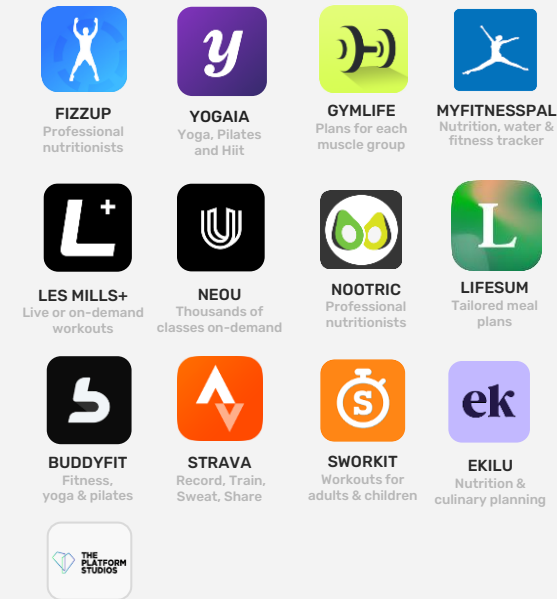 y
FIZZUP
Professional
nutritionists
YOGAIA
Yoga, Pilates
and Hiit
GYMLIFE
Plans for each
muscle group
MYFITNESSPAL
Nutrition, water &
fitness tracker
L+
L
LES MILLS+
Live or on-demand
workouts
NEOU
Thousands of
classes on-demand
NOOTRIC
Professional
nutritionists
LIFESUM
Tailored meal
plans
S
ek
BUDDYFIT
Fitness,
yoga & pilates
STRAVA
Record, Train,
Sweat, Share
SWORKIT
Workouts for
adults & children
EKILU
Nutrition &
culinary planning
THE
PLATFORM
STUDIOS